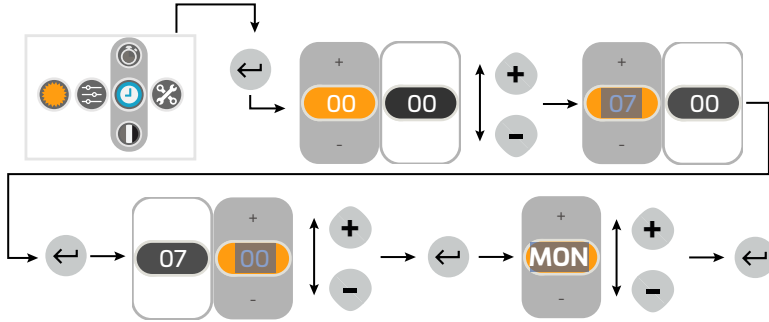 + +
00 00 + 07 00
- - -
+ +
07 00 + MON +
- - - -